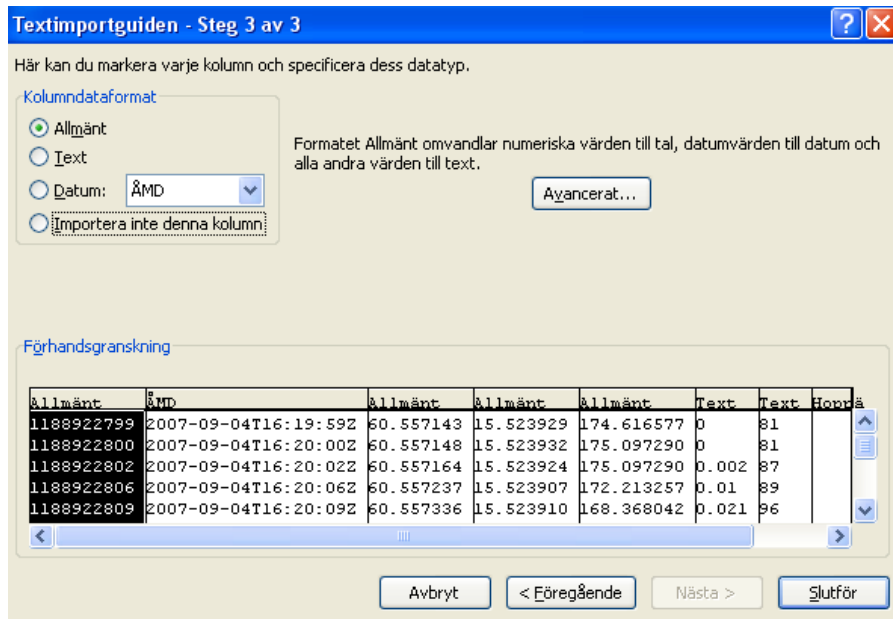 Textimportguiden - Steg 3 av 3
Här kan du markera varje kolumn och specificera dess datatyp.
Kolumndataformat
Allmänt
Text
Datum: ÅMD
Importera inte denna kolumn
Formatet Allmänt omvandlar numeriska värden till tal, datumvärden till datum och
alla andra värden till text.
Avancerat...
Förhandsgranskning
Allmänt ÅMD Allmänt Allmänt Allmänt Text Text Hoppä
1188922799 2007-09-04T16:19:59Z 60.557143 15.523929 174.616577 0 81
1188922800 2007-09-04T16:20:00Z 60.557148 15.523932 175.097290 0 81
1188922802 2007-09-04T16:20:02Z 60.557164 15.523924 175.097290 0.002 87
1188922806 2007-09-04T16:20:06Z 60.557237 15.523907 172.213257 0.01 89
1188922809 2007-09-04T16:20:09Z 60.557336 15.523910 168.368042 0.021 96
Avbryt
< Föregående
Nästa >
Slutför